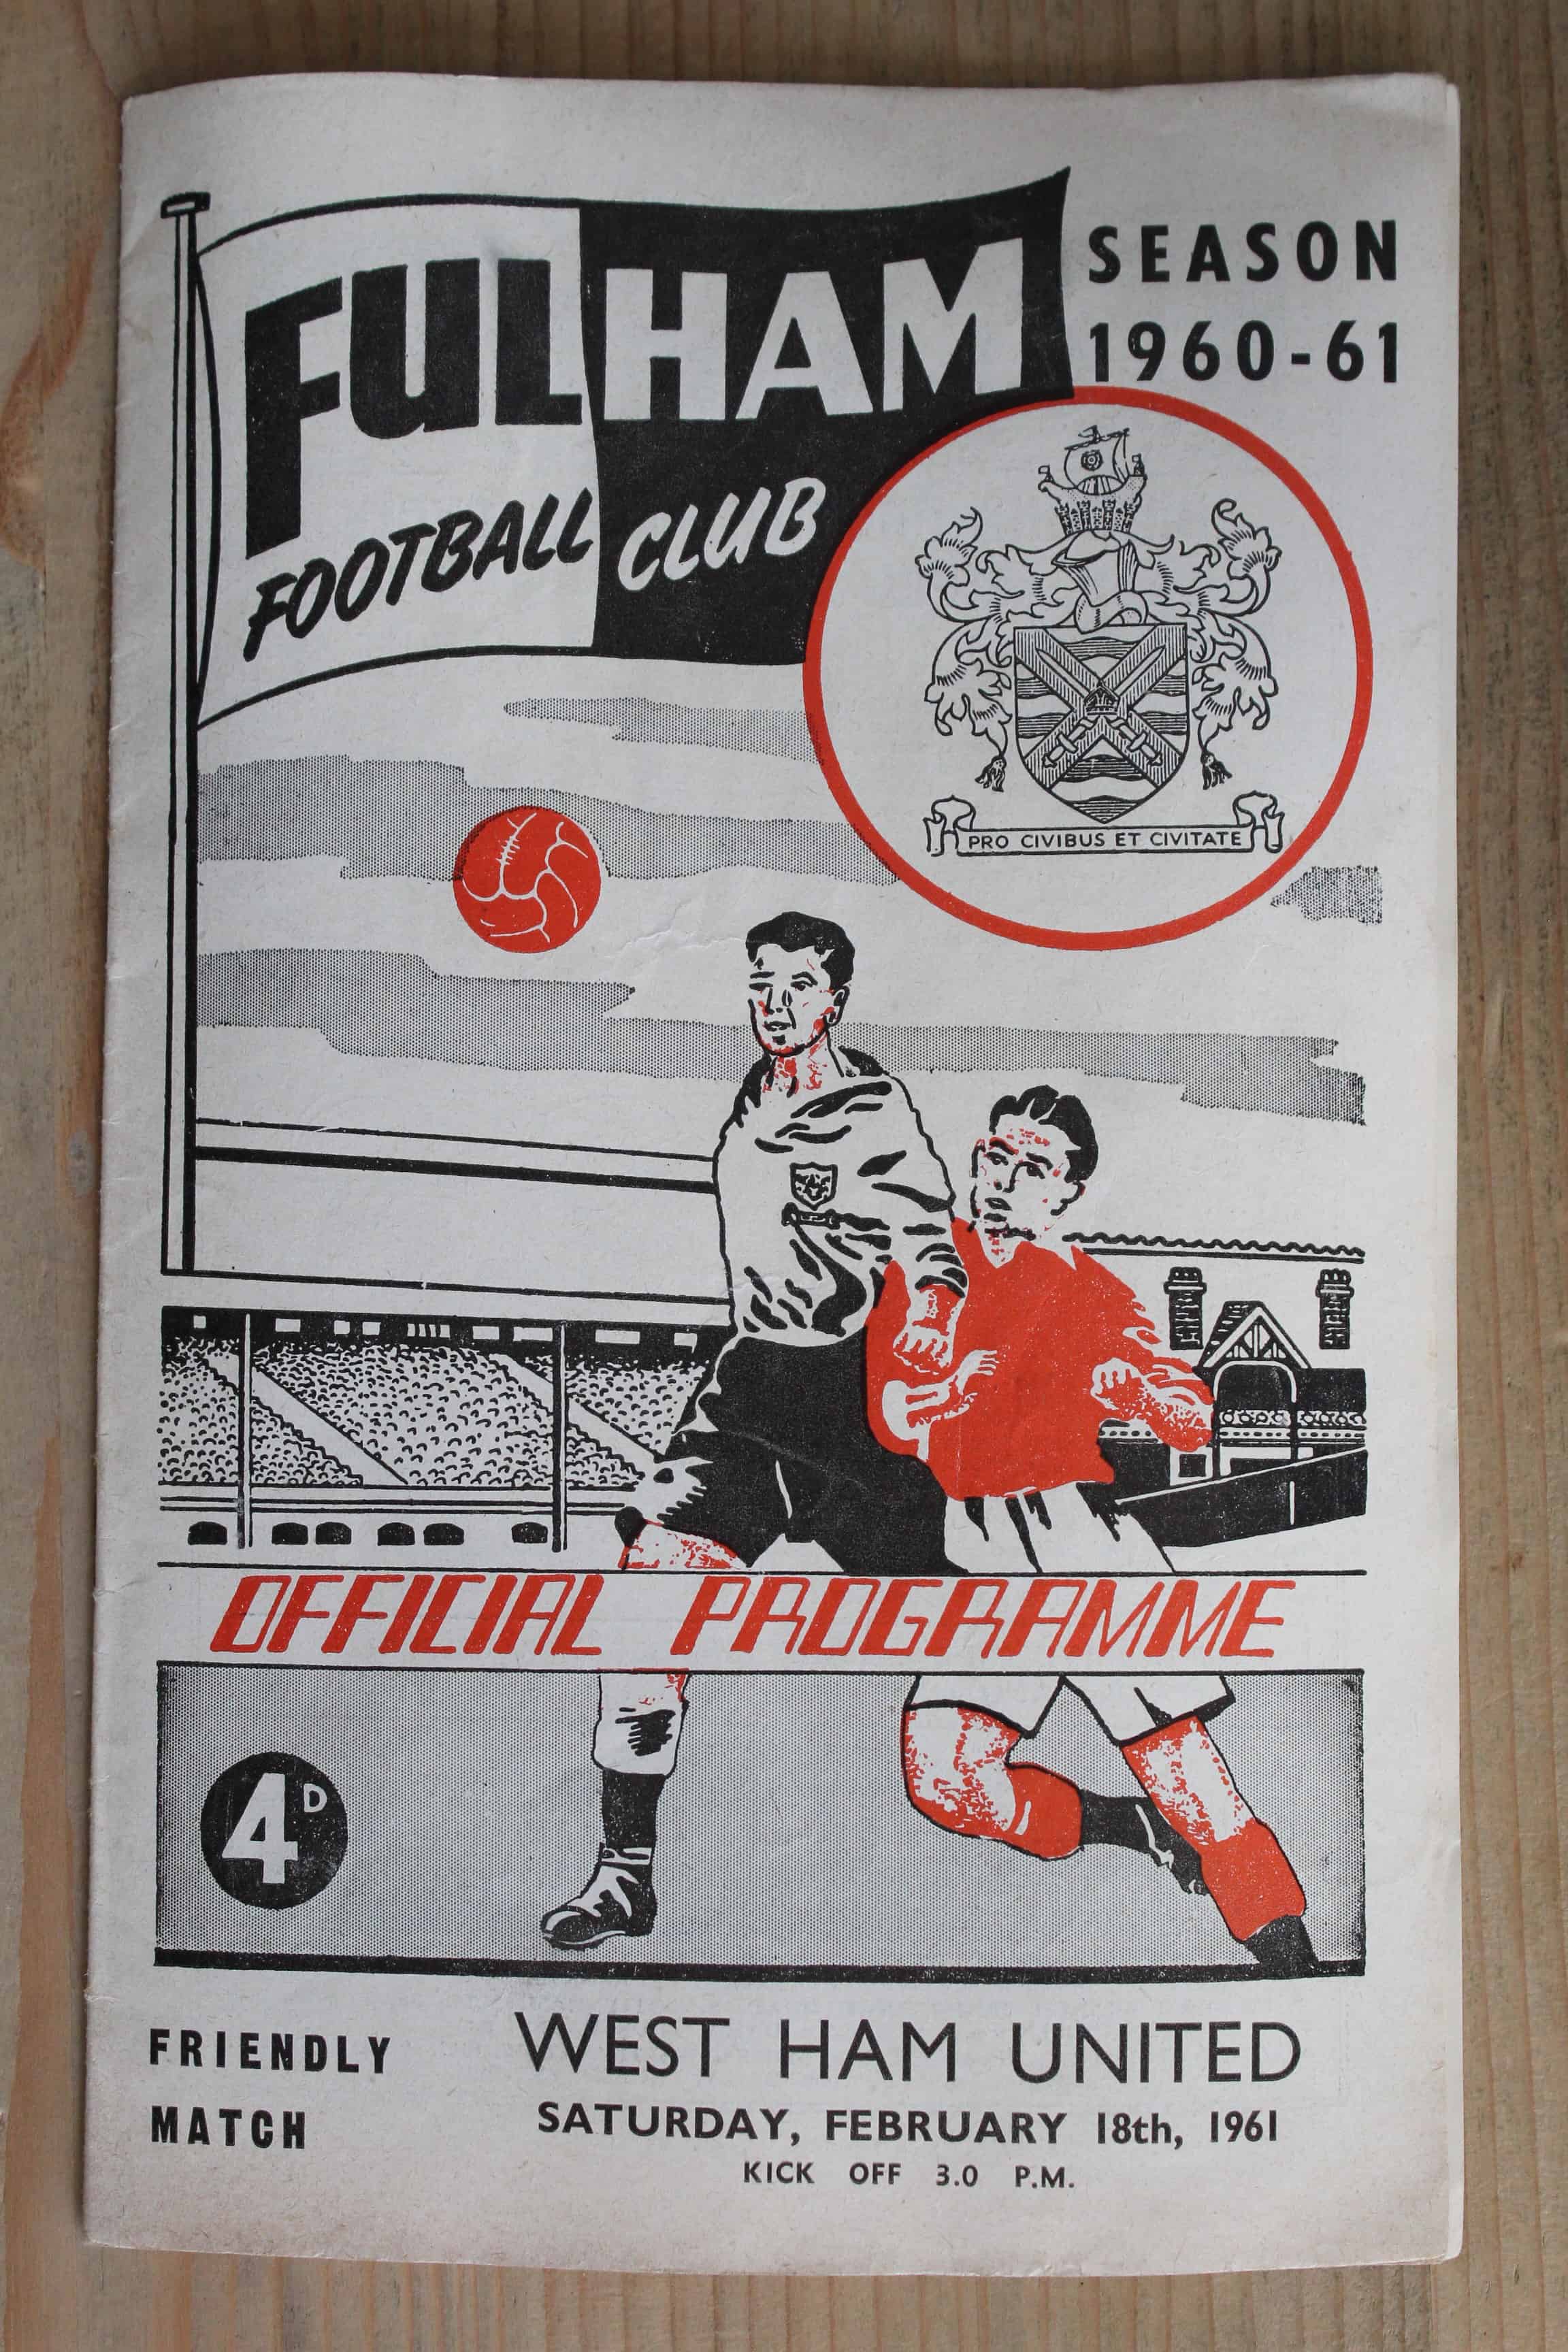 FULHAM
FOOTBALL CLUB
SEASON
1960-61
PRO CIVIBUS ET CIVITATE
OFFICIAL PROGRAMME
4D
FRIENDLY
MATCH
WEST HAM UNITED
SATURDAY, FEBRUARY 18th, 1961
KICK OFF 3.0 P.M.